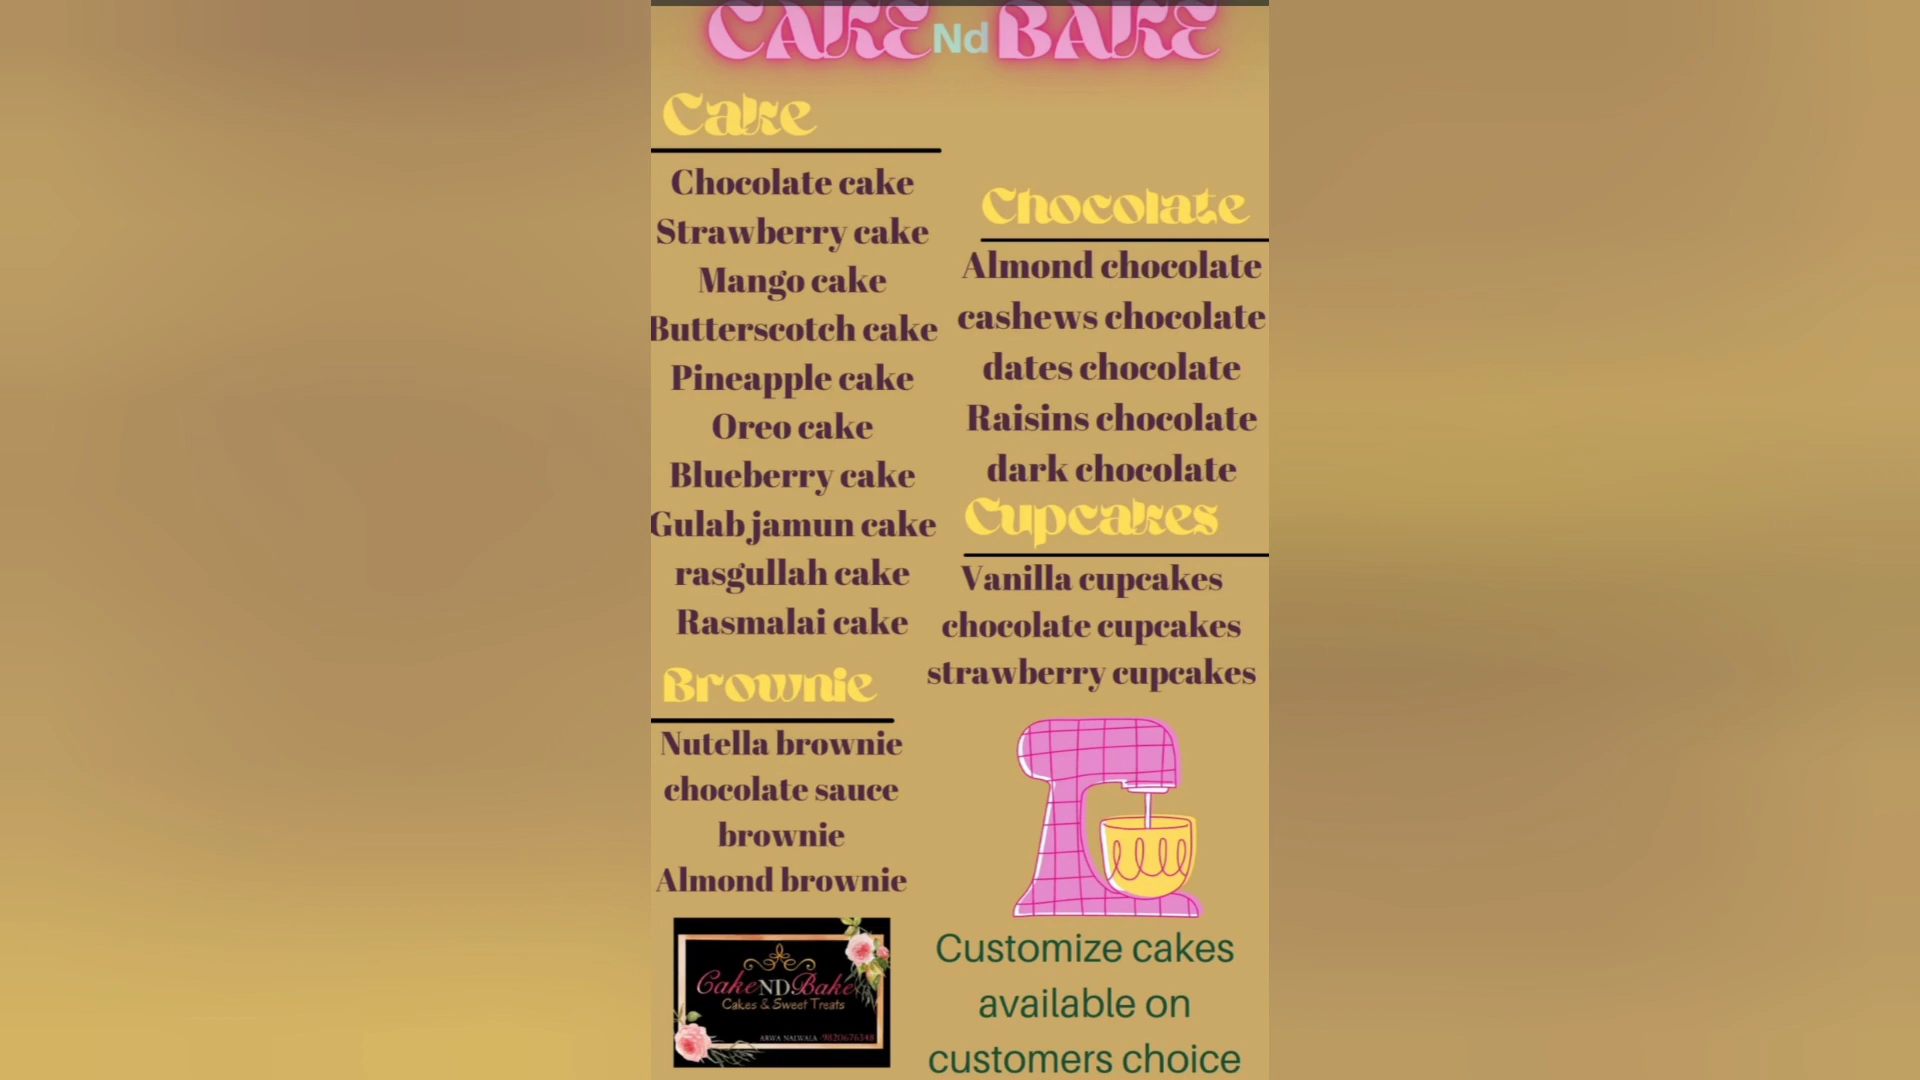 CAKE Nd BAKE
Cake
Chocolate cake
Strawberry cake
Mango cake
Butterscotch cake
Pineapple cake
Oreo cake
Blueberry cake
Gulab jamun cake
rasgullah cake
Rasmalai cake
Brownie
Nutella brownie
chocolate sauce
brownie
Almond brownie
Chocolate
Almond chocolate
cashews chocolate
dates chocolate
Raisins chocolate
dark chocolate
Cupcakes
Vanilla cupcakes
chocolate cupcakes
strawberry cupcakes
CakeNDBake
Cakes & Sweet Treats
ARWA NALWALA 9820676348
Customize cakes
available on
customers choice